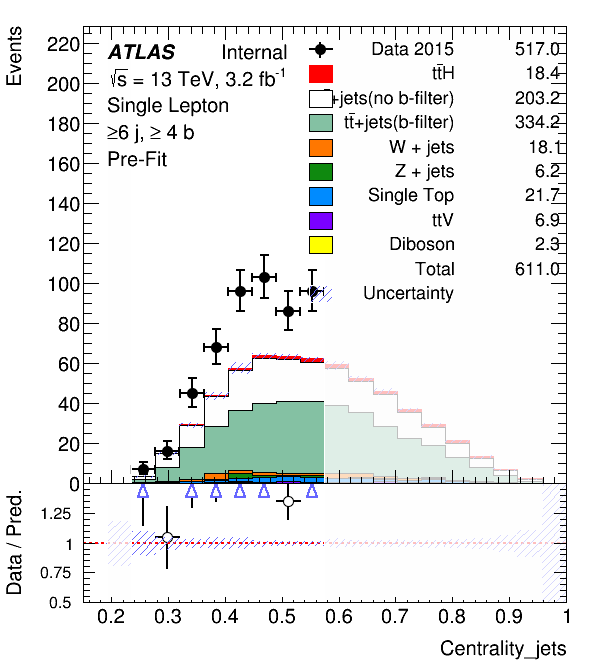 Events
ATLAS Internal
√s = 13 TeV, 3.2 fb-1
Single Lepton
≥6 j, ≥ 4 b
Pre-Fit
Data 2015 517.0
tt̄H 18.4
+jets(no b-filter) 203.2
tt̄+jets(b-filter) 334.2
W + jets 18.1
Z + jets 6.2
Single Top 21.7
ttV 6.9
Diboson 2.3
Total 611.0
Uncertainty
220
200
180
160
140
120
100
80
60
40
20
0
Data / Pred.
1.25
1
0.75
0.5
0.2 0.3 0.4 0.5 0.6 0.7 0.8 0.9 1
Centrality_jets